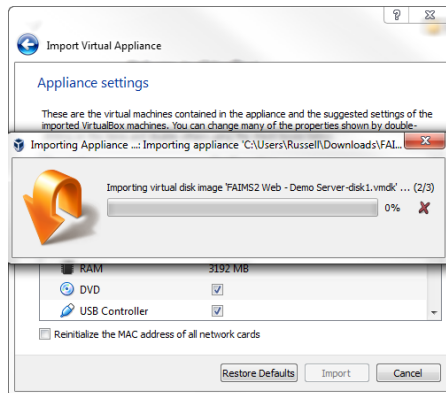 Import Virtual Appliance
Appliance settings
These are the virtual machines contained in the appliance and the suggested settings of the
imported VirtualBox machines. You can change many of the properties shown by double-
Importing Appliance ...: Importing appliance 'C:\Users\Russell\Downloads\FAI...
Importing virtual disk image 'FAIMS2 Web - Demo Server-disk1.vmdk' ... (2/3)
0%
RAM 3192 MB
DVD
USB Controller
Reinitialize the MAC address of all network cards
Restore Defaults Import Cancel